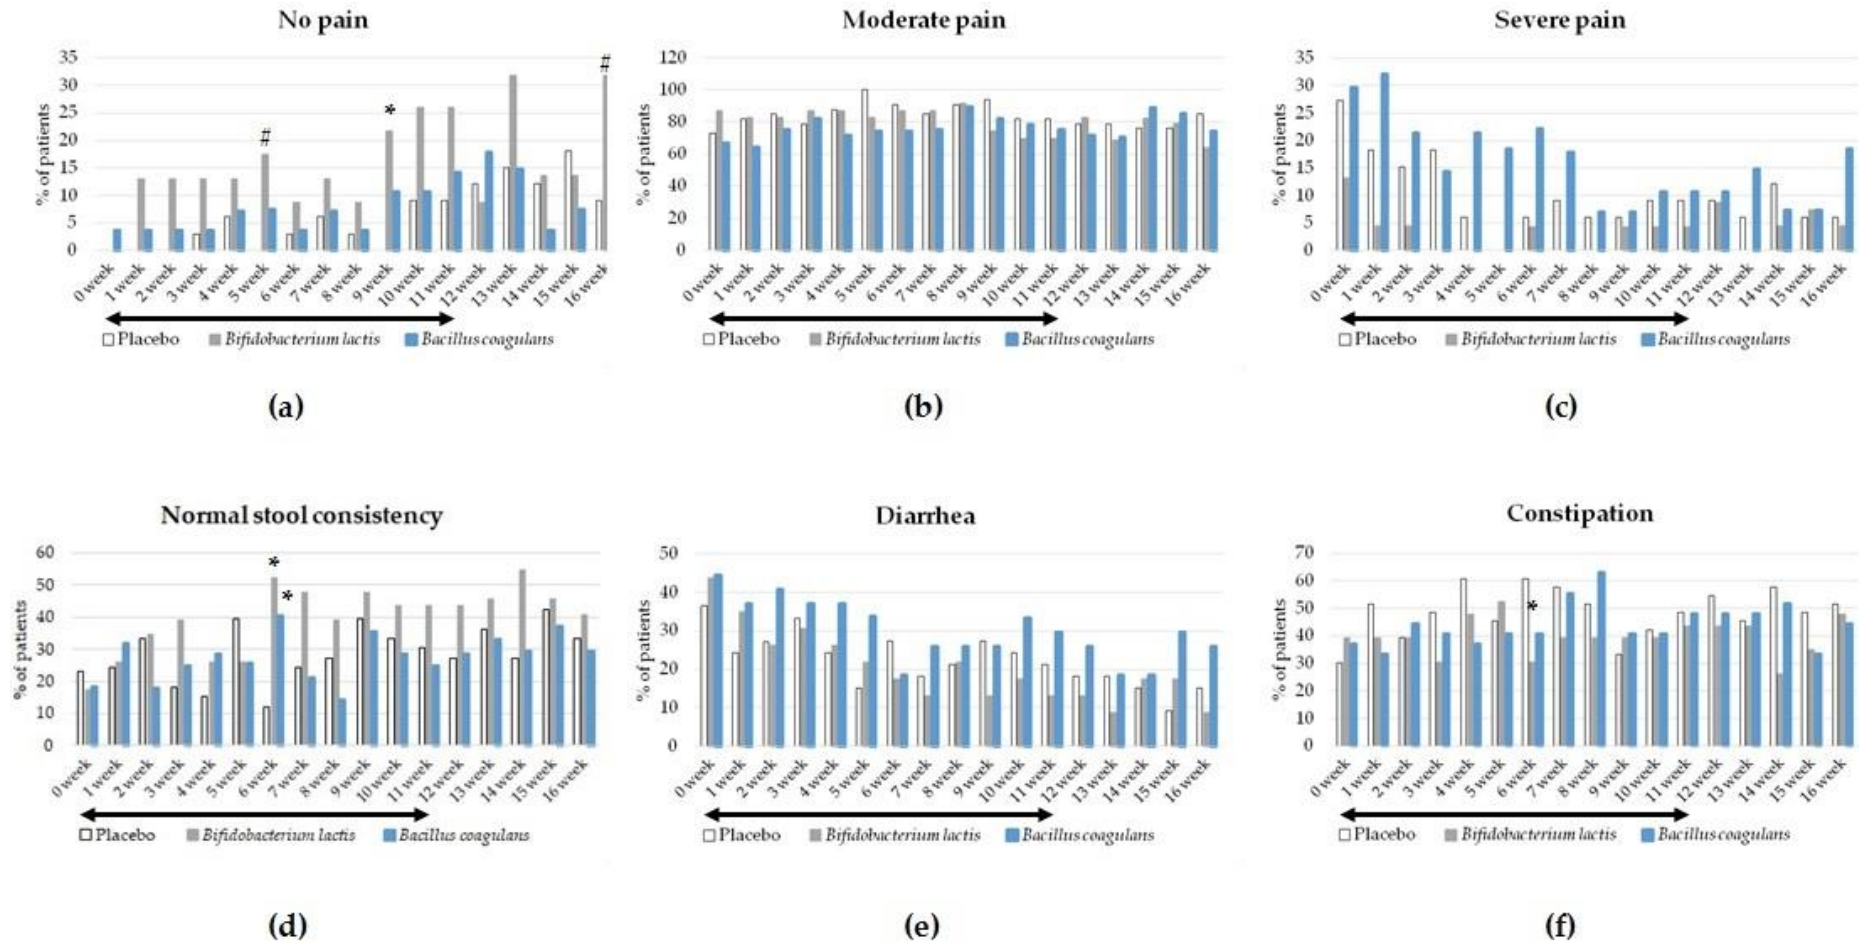 No pain
35
30
25
20
15
10
5
0
% of patients
#
*
#
0 week
1 week
2 week
3 week
4 week
5 week
6 week
7 week
8 week
9 week
10 week
11 week
12 week
13 week
14 week
15 week
16 week
Placebo Bifidobacterium lactis Bacillus coagulans
(a)
Moderate pain
120
100
80
60
40
20
0
% of patients
0 week
1 week
2 week
3 week
4 week
5 week
6 week
7 week
8 week
9 week
10 week
11 week
12 week
13 week
14 week
15 week
16 week
Placebo Bifidobacterium lactis Bacillus coagulans
(b)
Severe pain
35
30
25
20
15
10
5
0
% of patients
0 week
1 week
2 week
3 week
4 week
5 week
6 week
7 week
8 week
9 week
10 week
11 week
12 week
13 week
14 week
15 week
16 week
Placebo Bifidobacterium lactis Bacillus coagulans
(c)
Normal stool consistency
60
50
40
30
20
10
0
% of patients
*
*
0 week
1 week
2 week
3 week
4 week
5 week
6 week
7 week
8 week
9 week
10 week
11 week
12 week
13 week
14 week
15 week
16 week
Placebo Bifidobacterium lactis Bacillus coagulans
(d)
Diarrhea
50
40
30
20
10
0
% of patients
0 week
1 week
2 week
3 week
4 week
5 week
6 week
7 week
8 week
9 week
10 week
11 week
12 week
13 week
14 week
15 week
16 week
Placebo Bifidobacterium lactis Bacillus coagulans
(e)
Constipation
70
60
50
40
30
20
10
0
% of patients
*
0 week
1 week
2 week
3 week
4 week
5 week
6 week
7 week
8 week
9 week
10 week
11 week
12 week
13 week
14 week
15 week
16 week
Placebo Bifidobacterium lactis Bacillus coagulans
(f)